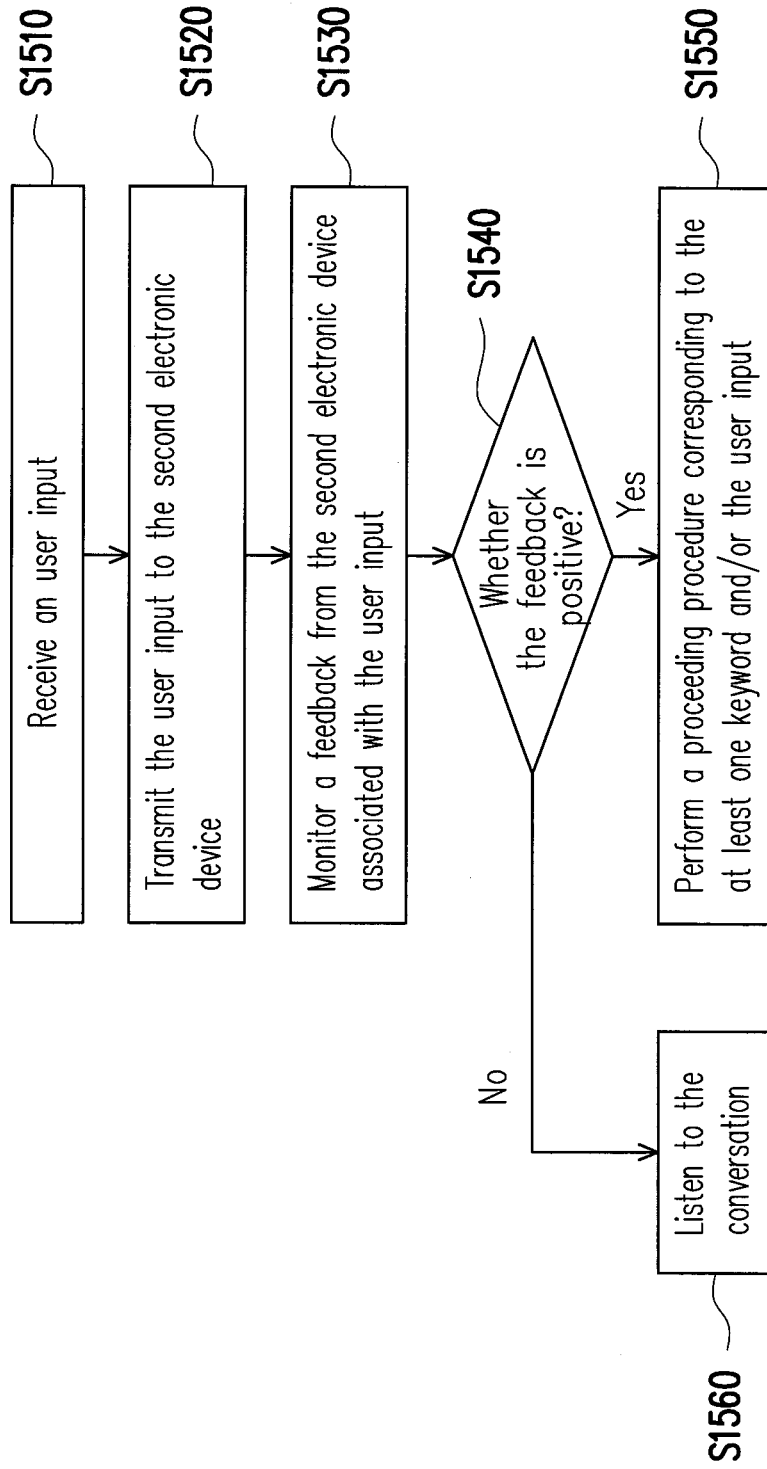 Receive an user input
S1510
Transmit the user input to the second electronic
device
S1520
Monitor a feedback from the second electronic device
associated with the user input
S1530
Whether
the feedback is
positive?
S1540
No
Yes
Listen to the
conversation
S1560
Perform a proceeding procedure corresponding to the
at least one keyword and/or the user input
S1550